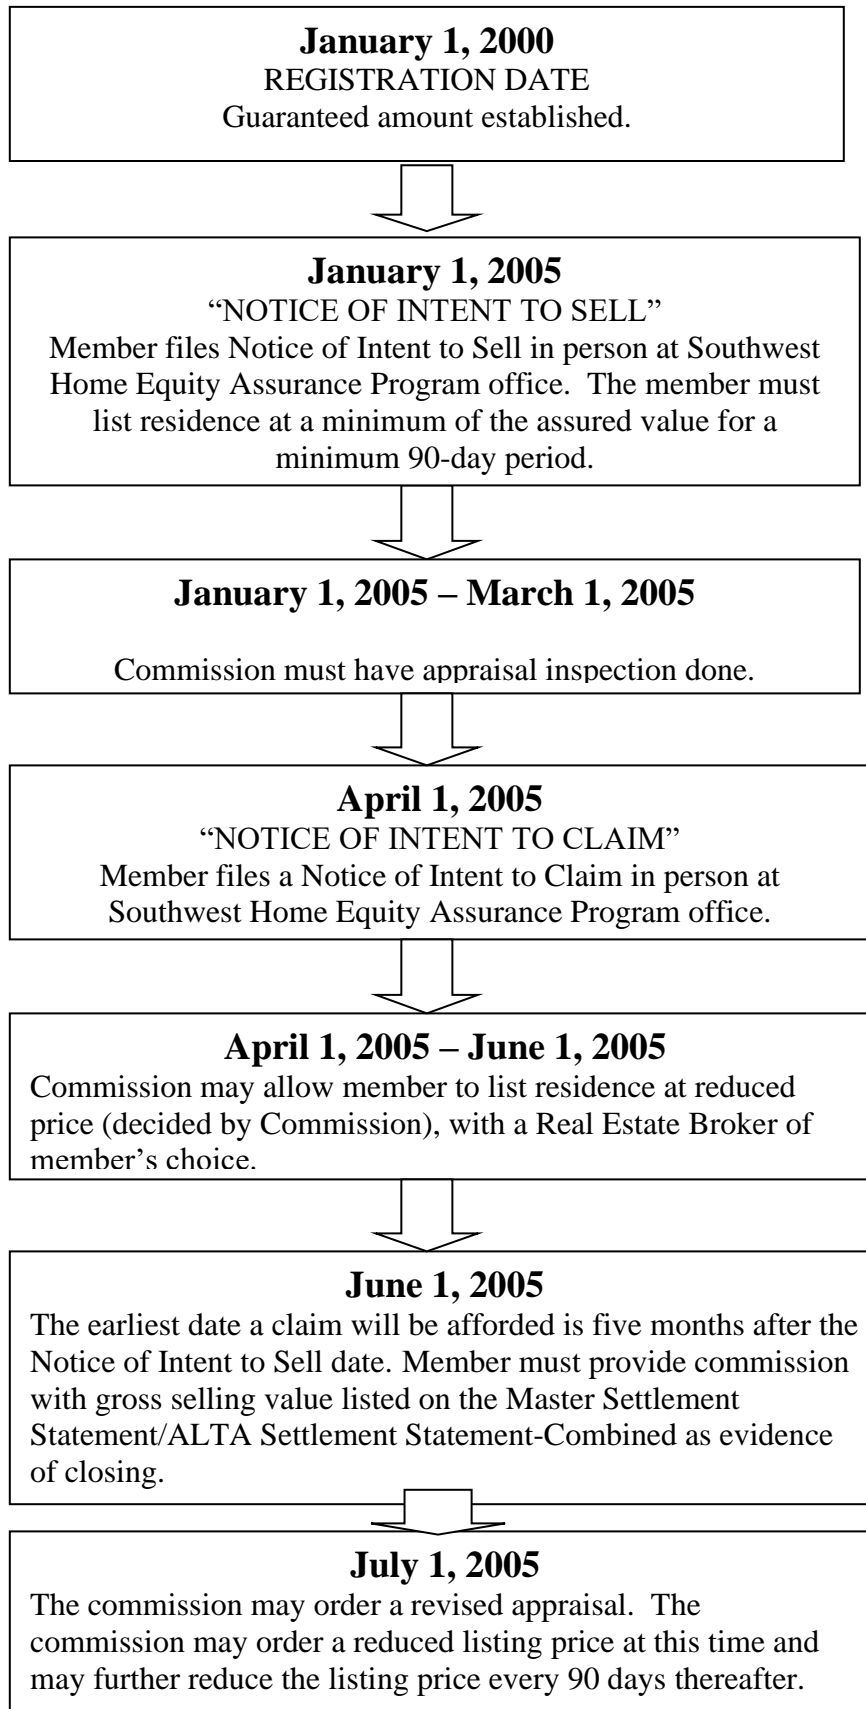 January 1, 2000
REGISTRATION DATE
Guaranteed amount established.
January 1, 2005
“NOTICE OF INTENT TO SELL”
Member files Notice of Intent to Sell in person at Southwest
Home Equity Assurance Program office.  The member must
list residence at a minimum of the assured value for a
minimum 90-day period.
January 1, 2005 – March 1, 2005
Commission must have appraisal inspection done.
April 1, 2005
“NOTICE OF INTENT TO CLAIM”
Member files a Notice of Intent to Claim in person at
Southwest Home Equity Assurance Program office.
April 1, 2005 – June 1, 2005
Commission may allow member to list residence at reduced
price (decided by Commission), with a Real Estate Broker of
member’s choice.
June 1, 2005
The earliest date a claim will be afforded is five months after the
Notice of Intent to Sell date. Member must provide commission
with gross selling value listed on the Master Settlement
Statement/ALTA Settlement Statement-Combined as evidence
of closing.
July 1, 2005
The commission may order a revised appraisal.  The
commission may order a reduced listing price at this time and
may further reduce the listing price every 90 days thereafter.